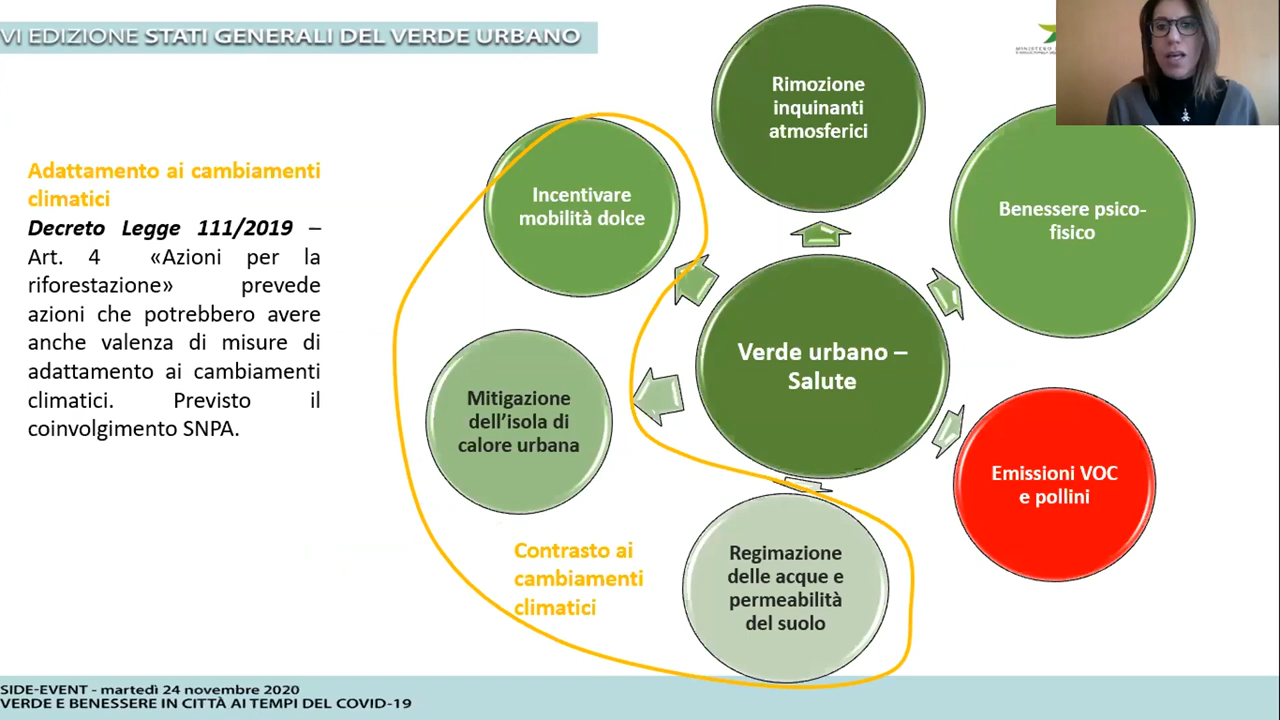 VI EDIZIONE STATI GENERALI DEL VERDE URBANO
Adattamento ai cambiamenti
climatici
Decreto Legge 111/2019 –
Art. 4 «Azioni per la
riforestazione» prevede
azioni che potrebbero avere
anche valenza di misure di
adattamento ai cambiamenti
climatici. Previsto il
coinvolgimento SNPA.
Rimozione
inquinanti
atmosferici
Incentivare
mobilità dolce
Benessere psico-
fisico
Verde urbano –
Salute
Mitigazione
dell’isola di
calore urbana
Emissioni VOC
e pollini
Contrasto ai
cambiamenti
climatici
Regimazione
delle acque e
permeabilità
del suolo
SIDE-EVENT - martedì 24 novembre 2020
VERDE E BENESSERE IN CITTÀ AI TEMPI DEL COVID-19